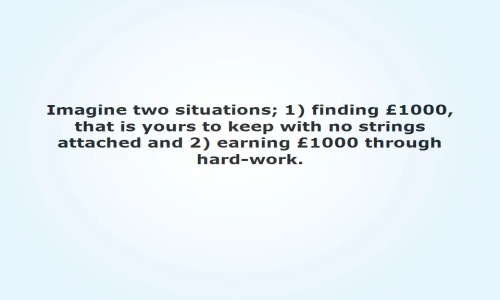 Imagine two situations; 1) finding £1000,
that is yours to keep with no strings
attached and 2) earning £1000 through
hard-work.